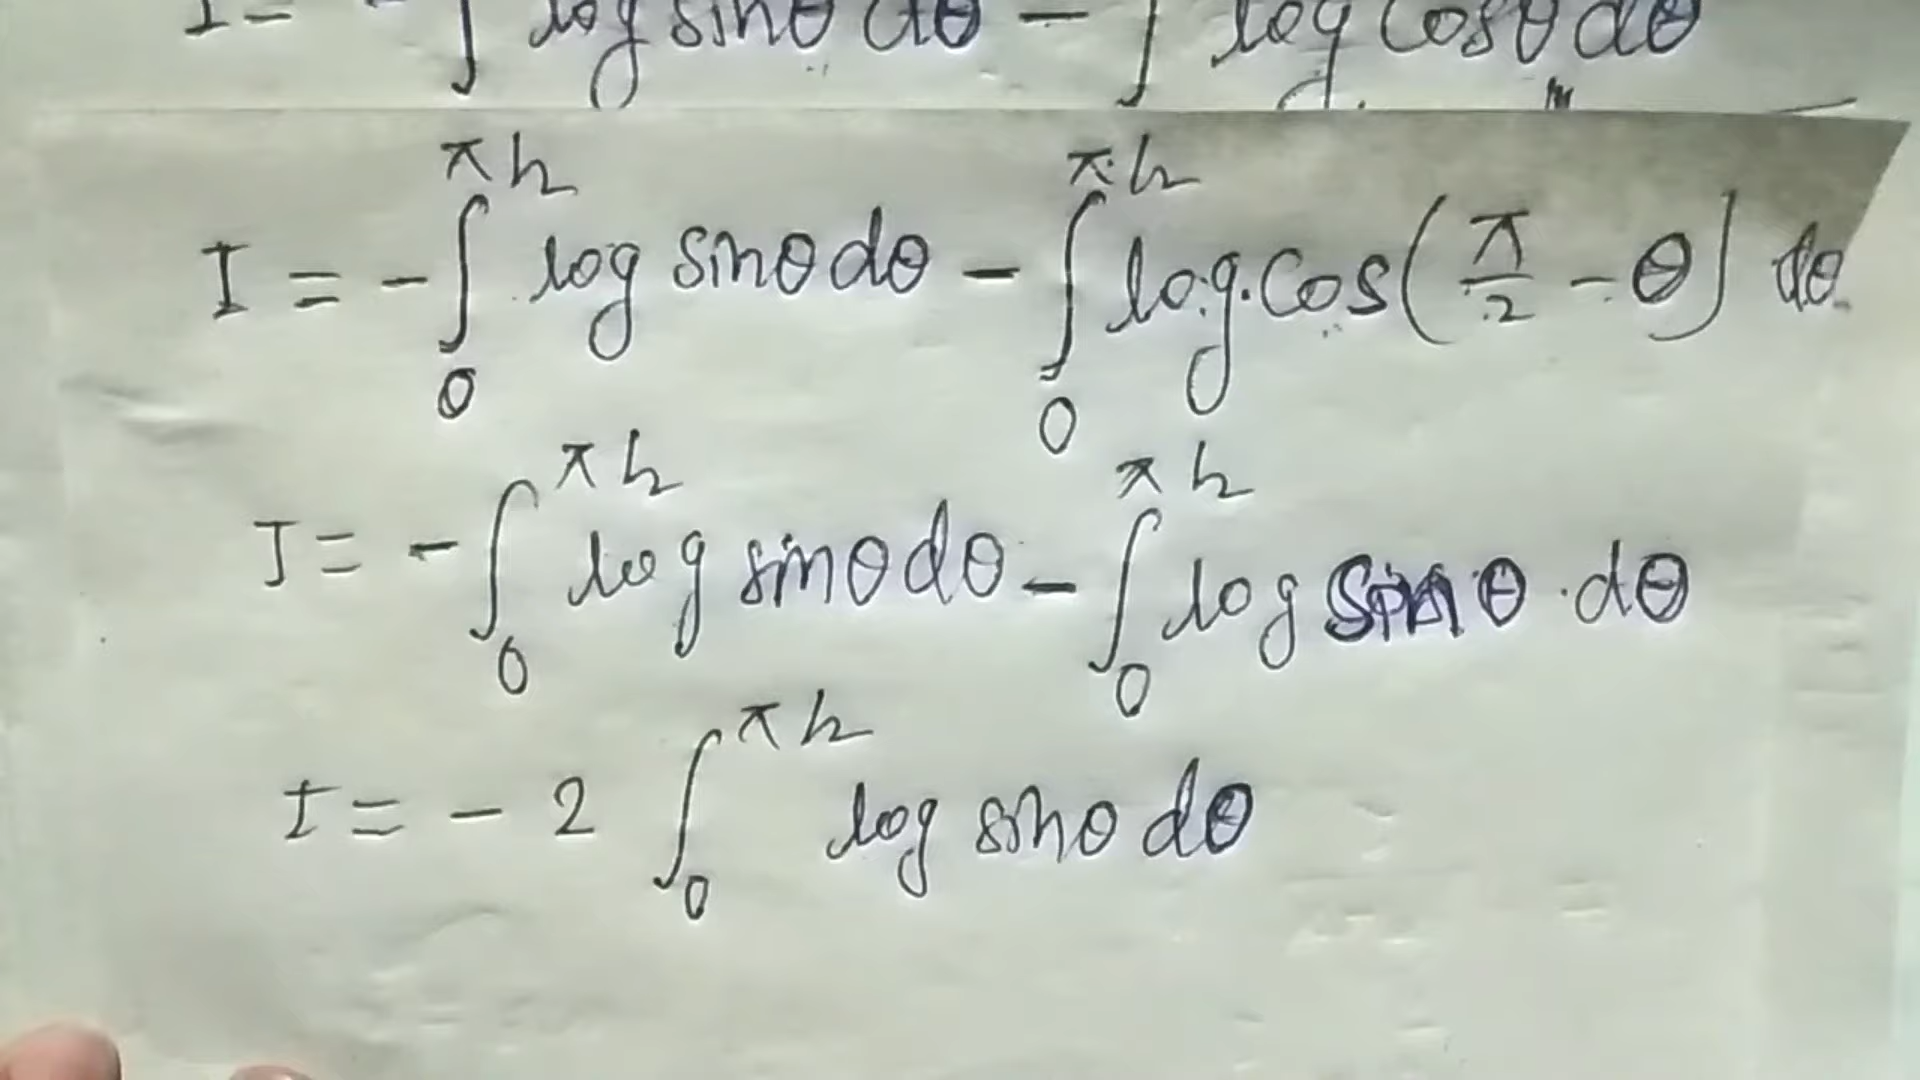 I = - ∫ log sinθ dθ - ∫ log cosθ dθ
I = - ∫₀^{π/2} log sinθ dθ - ∫₀^{π/2} log. cos(π/2 - θ) dθ
I = - ∫₀^{π/2} log sinθ dθ - ∫₀^{π/2} log sinθ . dθ
I = - 2 ∫₀^{π/2} log sinθ dθ